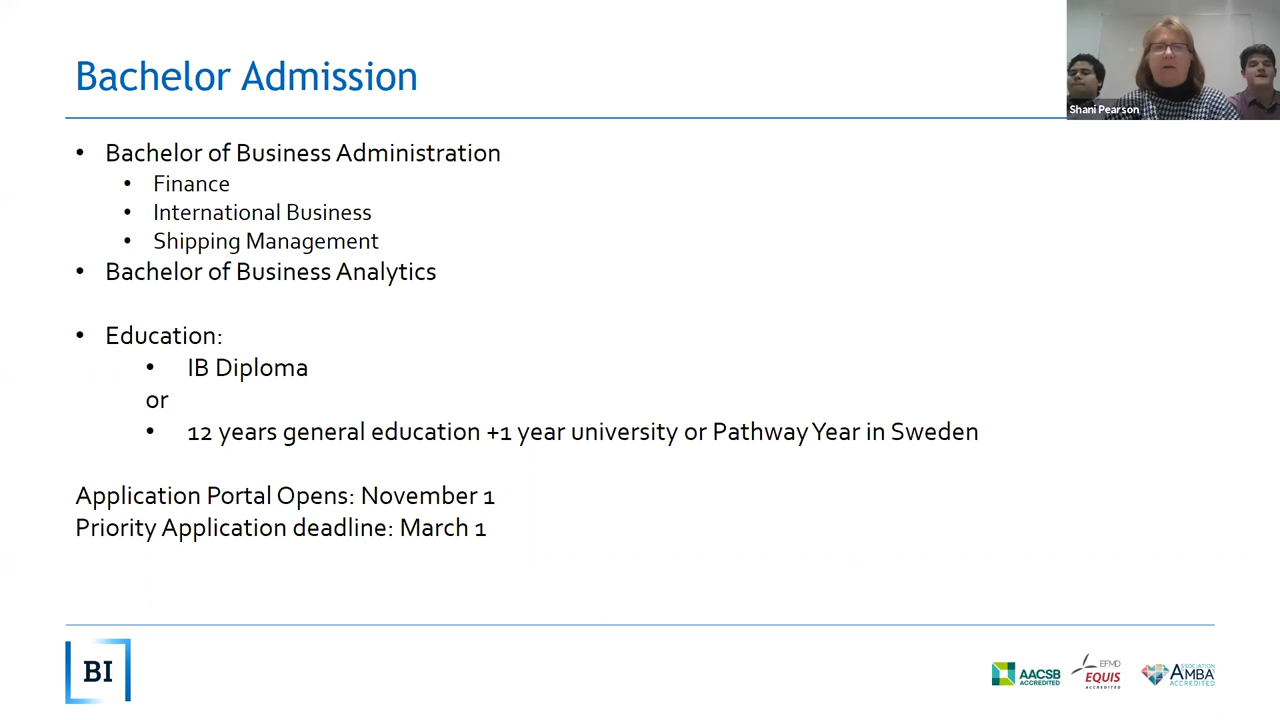 Bachelor Admission
Shani Pearson
• Bachelor of Business Administration
• Finance
• International Business
• Shipping Management
• Bachelor of Business Analytics
• Education:
• IB Diploma
or
• 12 years general education +1 year university or Pathway Year in Sweden
Application Portal Opens: November 1
Priority Application deadline: March 1
BI
AACSB
ACCREDITED
EFMD
EQUIS
ACCREDITED
ASSOCIATION
AMBA
ACCREDITED